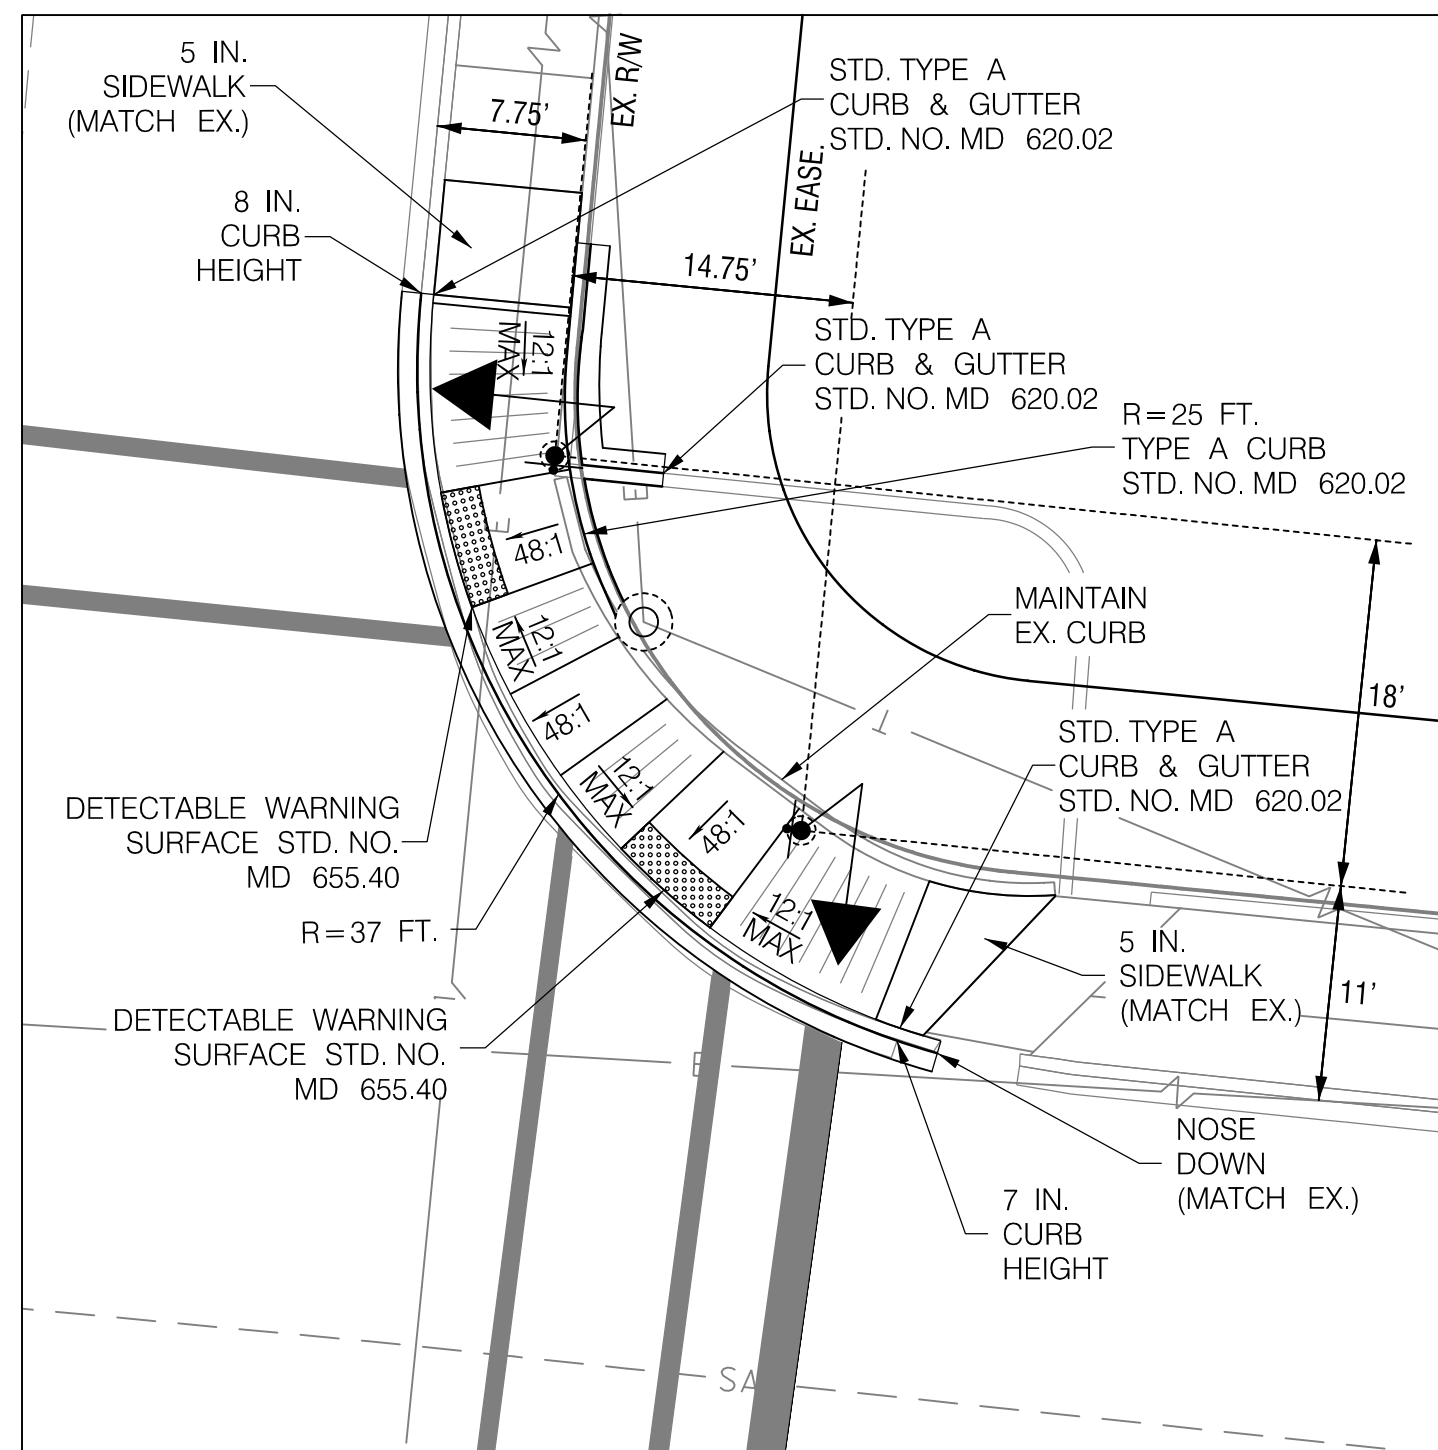 5 IN.
SIDEWALK
(MATCH EX.)
7.75'
EX. R/W
STD. TYPE A
CURB & GUTTER
STD. NO. MD 620.02
8 IN.
CURB
HEIGHT
EX. EASE.
14.75'
STD. TYPE A
CURB & GUTTER
STD. NO. MD 620.02
12:1
MAX
R=25 FT.
TYPE A CURB
STD. NO. MD 620.02
E
E
48:1
MAINTAIN
EX. CURB
12:1
MAX
18'
48:1
T
STD. TYPE A
CURB & GUTTER
STD. NO. MD 620.02
12:1
MAX
DETECTABLE WARNING
SURFACE STD. NO.
MD 655.40
48:1
R=37 FT.
12:1
MAX
5 IN.
SIDEWALK
(MATCH EX.)
11'
DETECTABLE WARNING
SURFACE STD. NO.
MD 655.40
E
NOSE
DOWN
(MATCH EX.)
7 IN.
CURB
HEIGHT
SA